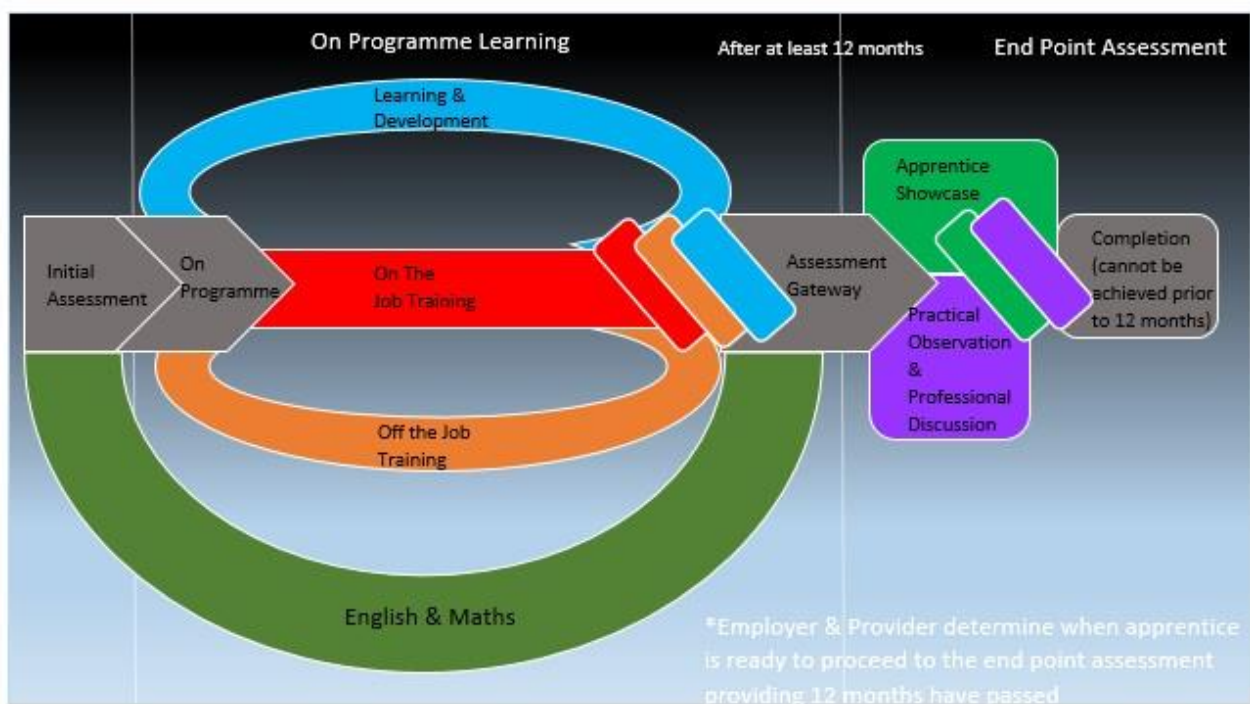 On Programme Learning
After at least 12 months
End Point Assessment
Learning &
Development
Apprentice
Showcase
Initial
Assessment
On
Programme
On The
Job Training
Assessment
Gateway
Completion
(cannot be
achieved prior
to 12 months)
Practical
Observation
&
Professional
Discussion
Off the Job
Training
English & Maths
*Employer & Provider determine when apprentice
is ready to proceed to the end point assessment
providing 12 months have passed